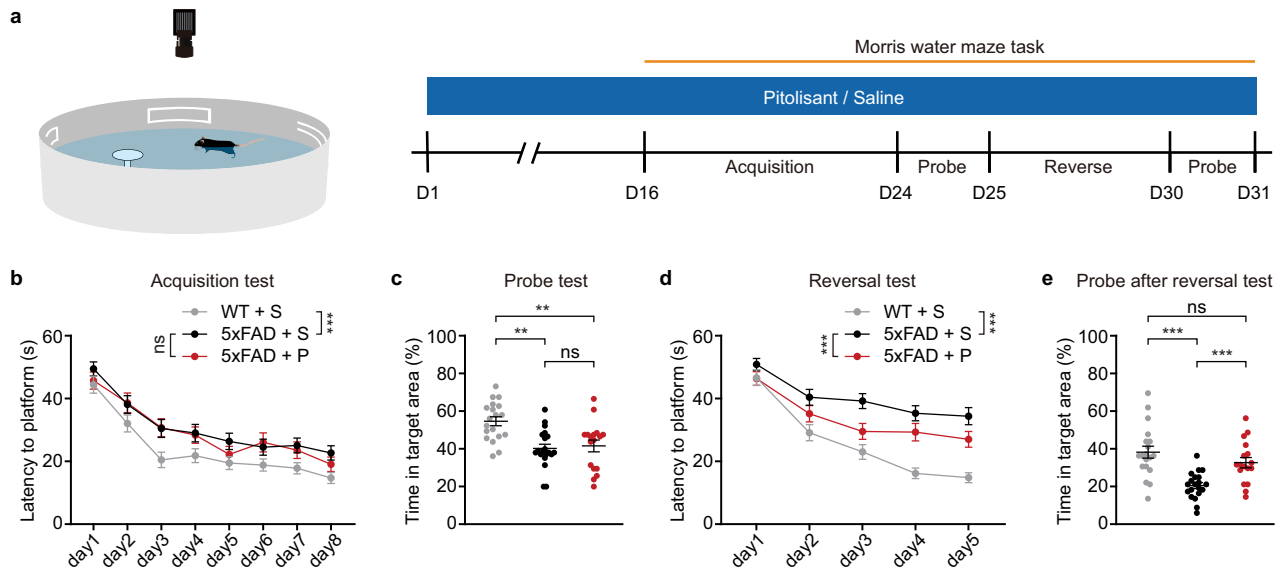 a
Morris water maze task
Pitolisant / Saline
Acquisition
Probe
Reverse
Probe
D1
D16
D24
D25
D30
D31
b
Acquisition test
WT + S
5xFAD + S
5xFAD + P
***
ns
Latency to platform (s)
60
40
20
0
day1
day2
day3
day4
day5
day6
day7
day8
c
Probe test
**
**
ns
Time in target area (%)
100
80
60
40
20
0
d
Reversal test
WT + S
5xFAD + S
5xFAD + P
***
***
Latency to platform (s)
60
40
20
0
day1
day2
day3
day4
day5
e
Probe after reversal test
ns
***
***
Time in target area (%)
100
80
60
40
20
0